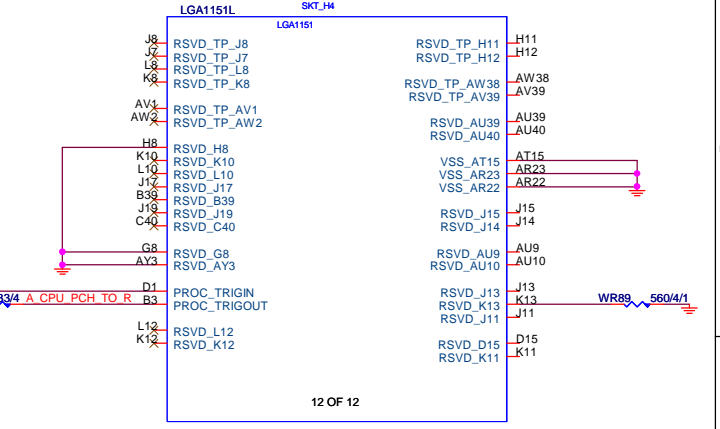 LGA1151L SKT_H4
LGA1151
J8 RSVD_TP_J8 RSVD_TP_H11 H11
J7 RSVD_TP_J7 RSVD_TP_H12 H12
L8 RSVD_TP_L8
K8 RSVD_TP_K8 RSVD_TP_AW38 AW38
RSVD_TP_AV39 AV39
AV1 RSVD_TP_AV1
AW2 RSVD_TP_AW2 RSVD_AU39 AU39
RSVD_AU40 AU40
H8 RSVD_H8
K10 RSVD_K10 VSS_AT15 AT15
L10 RSVD_L10 VSS_AR23 AR23
J17 RSVD_J17 VSS_AR22 AR22
B39 RSVD_B39
J19 RSVD_J19 RSVD_J15 J15
C40 RSVD_C40 RSVD_J14 J14
G8 RSVD_G8 RSVD_AU9 AU9
AY3 RSVD_AY3 RSVD_AU10 AU10
D1 PROC_TRIGIN RSVD_J13 J13
33/4 A_CPU_PCH_TO_R B3 PROC_TRIGOUT RSVD_K13 K13 WR89 560/4/1
RSVD_J11 J11
L12 RSVD_L12
K12 RSVD_K12 RSVD_D15 D15
RSVD_K11 K11
12 OF 12